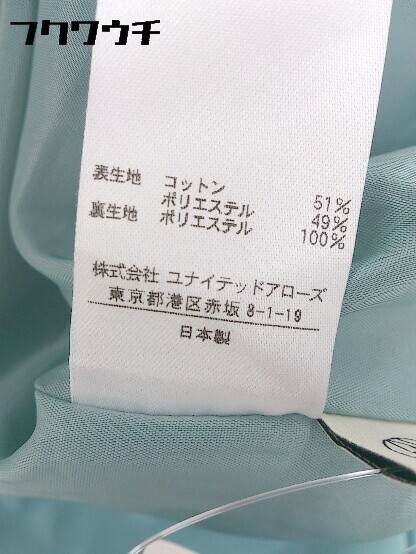 フクワウチ
表生地 コットン 51%
ポリエステル 49%
裏生地 ポリエステル 100%
株式会社 ユナイテッドアローズ
東京都港区赤坂 8-1-19
日本製